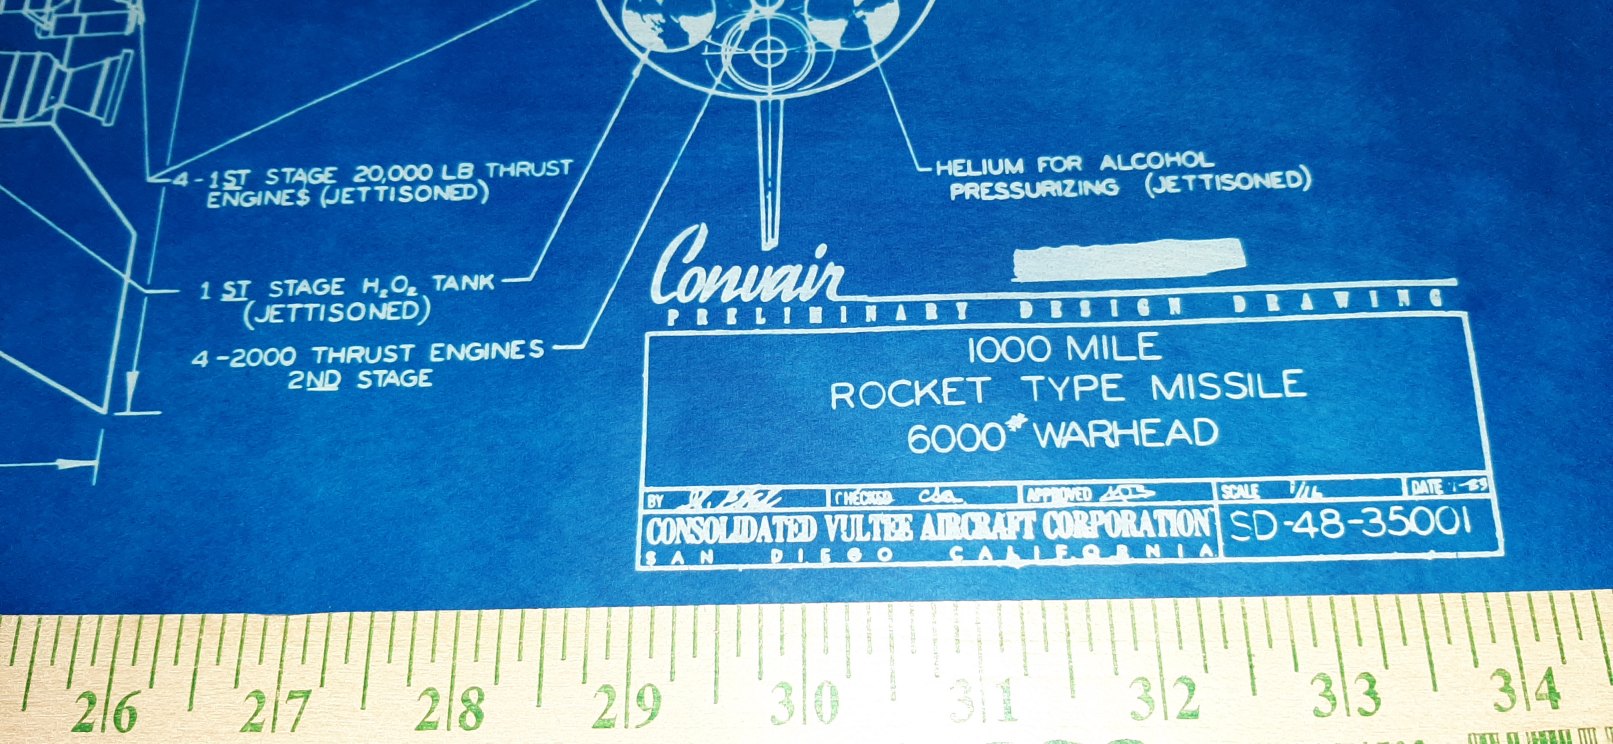 4-1ST STAGE 20,000 LB THRUST
ENGINES (JETTISONED)
1 ST STAGE H₂O₂ TANK
(JETTISONED)
4-2000 THRUST ENGINES
2ND STAGE
HELIUM FOR ALCOHOL
PRESSURIZING (JETTISONED)
Convair
PRELIMINARY DESIGN DRAWING
1000 MILE
ROCKET TYPE MISSILE
6000# WARHEAD
BY CHECKED APPROVED SCALE 1/16 DATE
CONSOLIDATED VULTEE AIRCRAFT CORPORATION SD-48-35001
SAN DIEGO CALIFORNIA
26 27 28 29 30 31 32 33 34